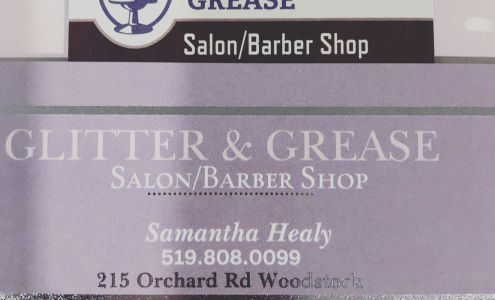 GREASE
Salon/Barber Shop
GLITTER & GREASE
SALON/BARBER SHOP
Samantha Healy
519.808.0099
215 Orchard Rd Woodstock